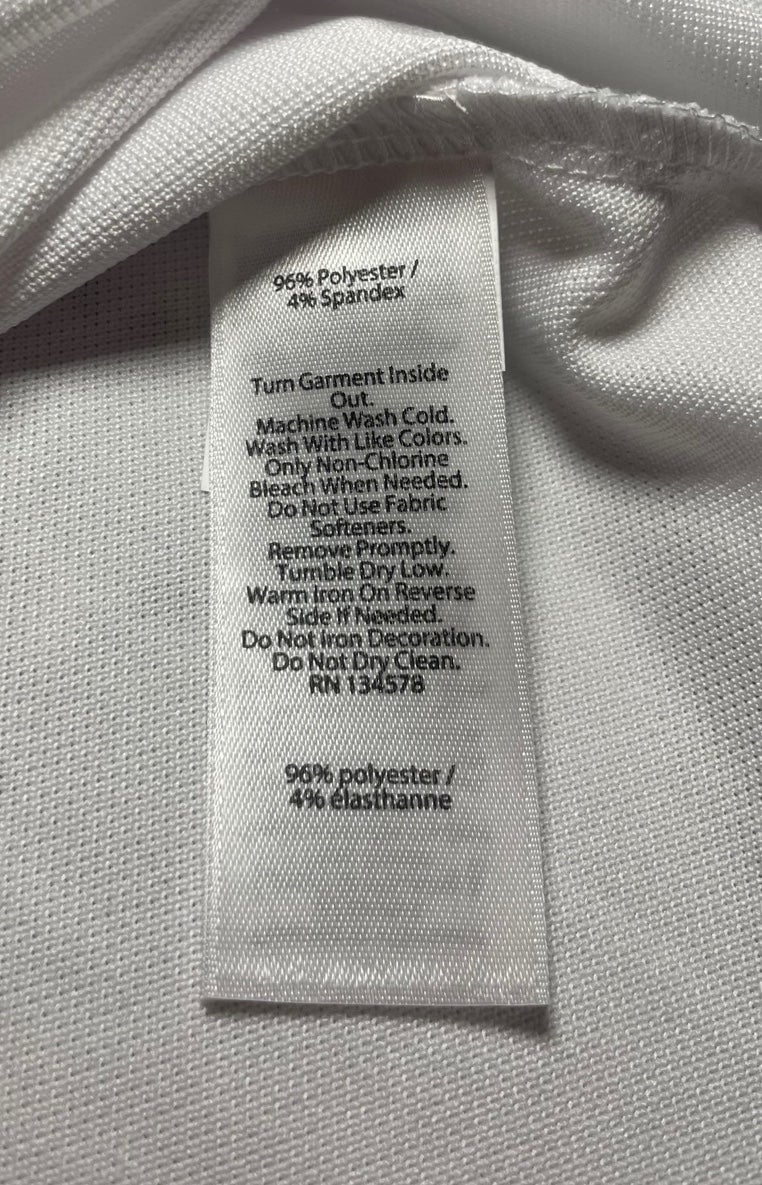 96% Polyester /
4% Spandex
Turn Garment Inside
Out.
Machine Wash Cold.
Wash With Like Colors.
Only Non-Chlorine
Bleach When Needed.
Do Not Use Fabric
Softeners.
Remove Promptly.
Tumble Dry Low.
Warm Iron On Reverse
Side If Needed.
Do Not Iron Decoration.
Do Not Dry Clean.
RN 134578
96% polyester /
4% élasthanne